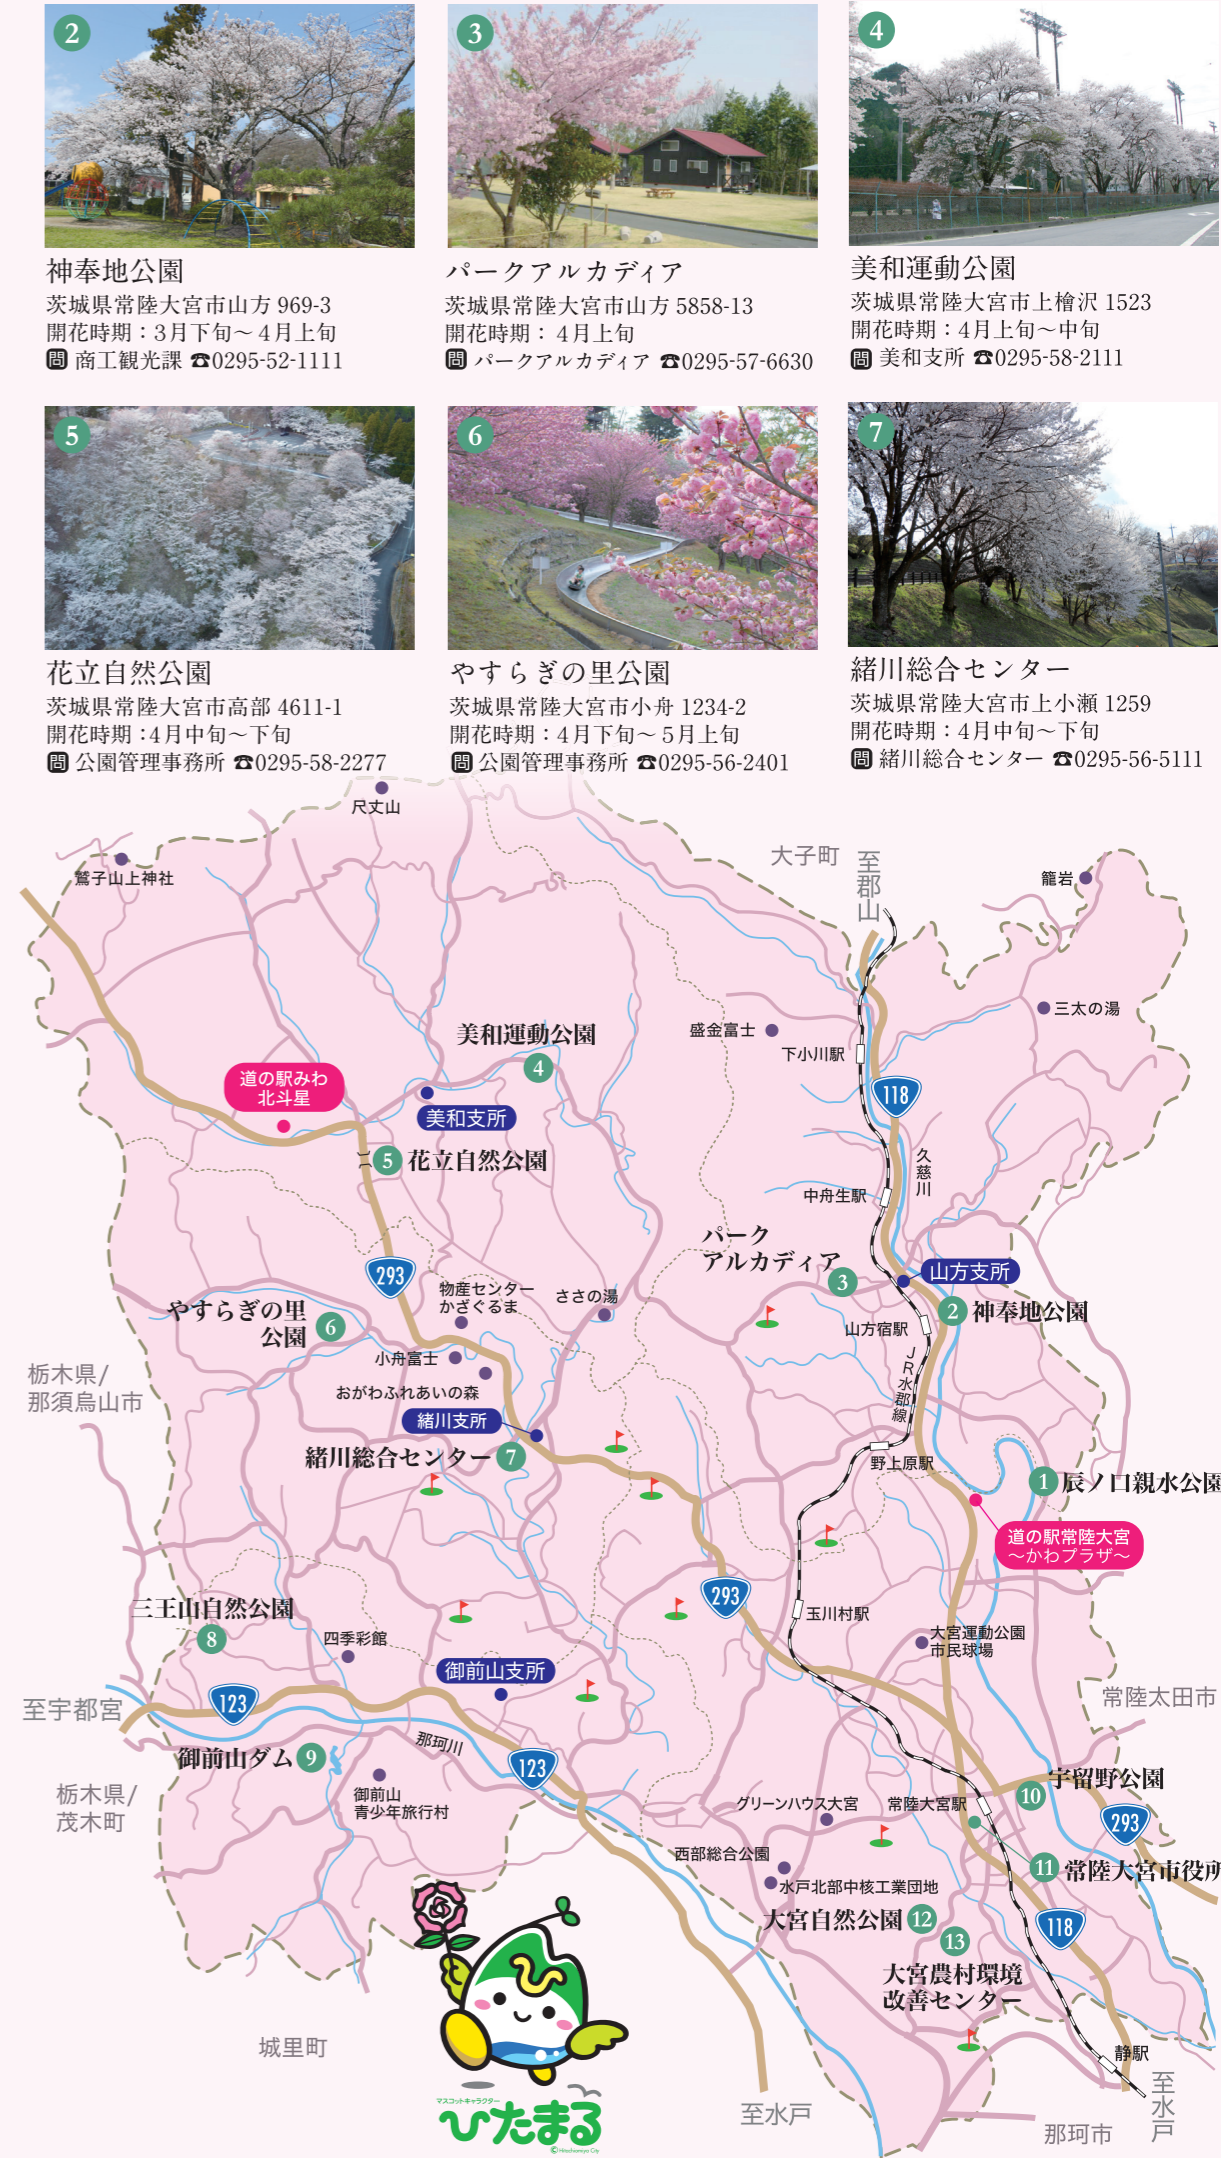 2
神奉地公園
茨城県常陸大宮市山方 969-3
開花時期：3月下旬～ 4月上旬
問 商工観光課 ☎0295-52-1111
3
パークアルカディア
茨城県常陸大宮市山方 5858-13
開花時期： 4月上旬
問 パークアルカディア ☎0295-57-6630
4
美和運動公園
茨城県常陸大宮市上檜沢 1523
開花時期：4月上旬～中旬
問 美和支所 ☎0295-58-2111
5
花立自然公園
茨城県常陸大宮市高部 4611-1
開花時期：4月中旬～下旬
問 公園管理事務所 ☎0295-58-2277
6
やすらぎの里公園
茨城県常陸大宮市小舟 1234-2
開花時期：4月下旬～ 5月上旬
問 公園管理事務所 ☎0295-56-2401
7
緒川総合センター
茨城県常陸大宮市上小瀬 1259
開花時期：4月中旬～下旬
問 緒川総合センター ☎0295-56-5111
尺丈山
鷲子山上神社
大子町
至郡山
籠岩
三太の湯
盛金富士
下小川駅
美和運動公園
4
道の駅みわ
北斗星
美和支所
118
5 花立自然公園
久慈川
中舟生駅
パーク
アルカディア
3
山方支所
293
物産センター
かざぐるま
ささの湯
2 神奉地公園
やすらぎの里
公園
6
山方宿駅
JR水郡線
小舟富士
おがわふれあいの森
栃木県/
那須烏山市
緒川支所
緒川総合センター 7
野上原駅
1 辰ノ口親水公園
道の駅常陸大宮
～かわプラザ～
293
三王山自然公園
8
四季彩館
玉川村駅
大宮運動公園
市民球場
御前山支所
至宇都宮
123
常陸太田市
那珂川
御前山ダム 9
123
栃木県/
茂木町
御前山
青少年旅行村
宇留野公園
10
グリーンハウス大宮
常陸大宮駅
293
西部総合公園
11 常陸大宮市役所
水戸北部中核工業団地
大宮自然公園 12
118
13
大宮農村環境
改善センター
城里町
静駅
至水戸
至水戸
那珂市
マスコットキャラクター
ひたまる
© Hitachiomiya City